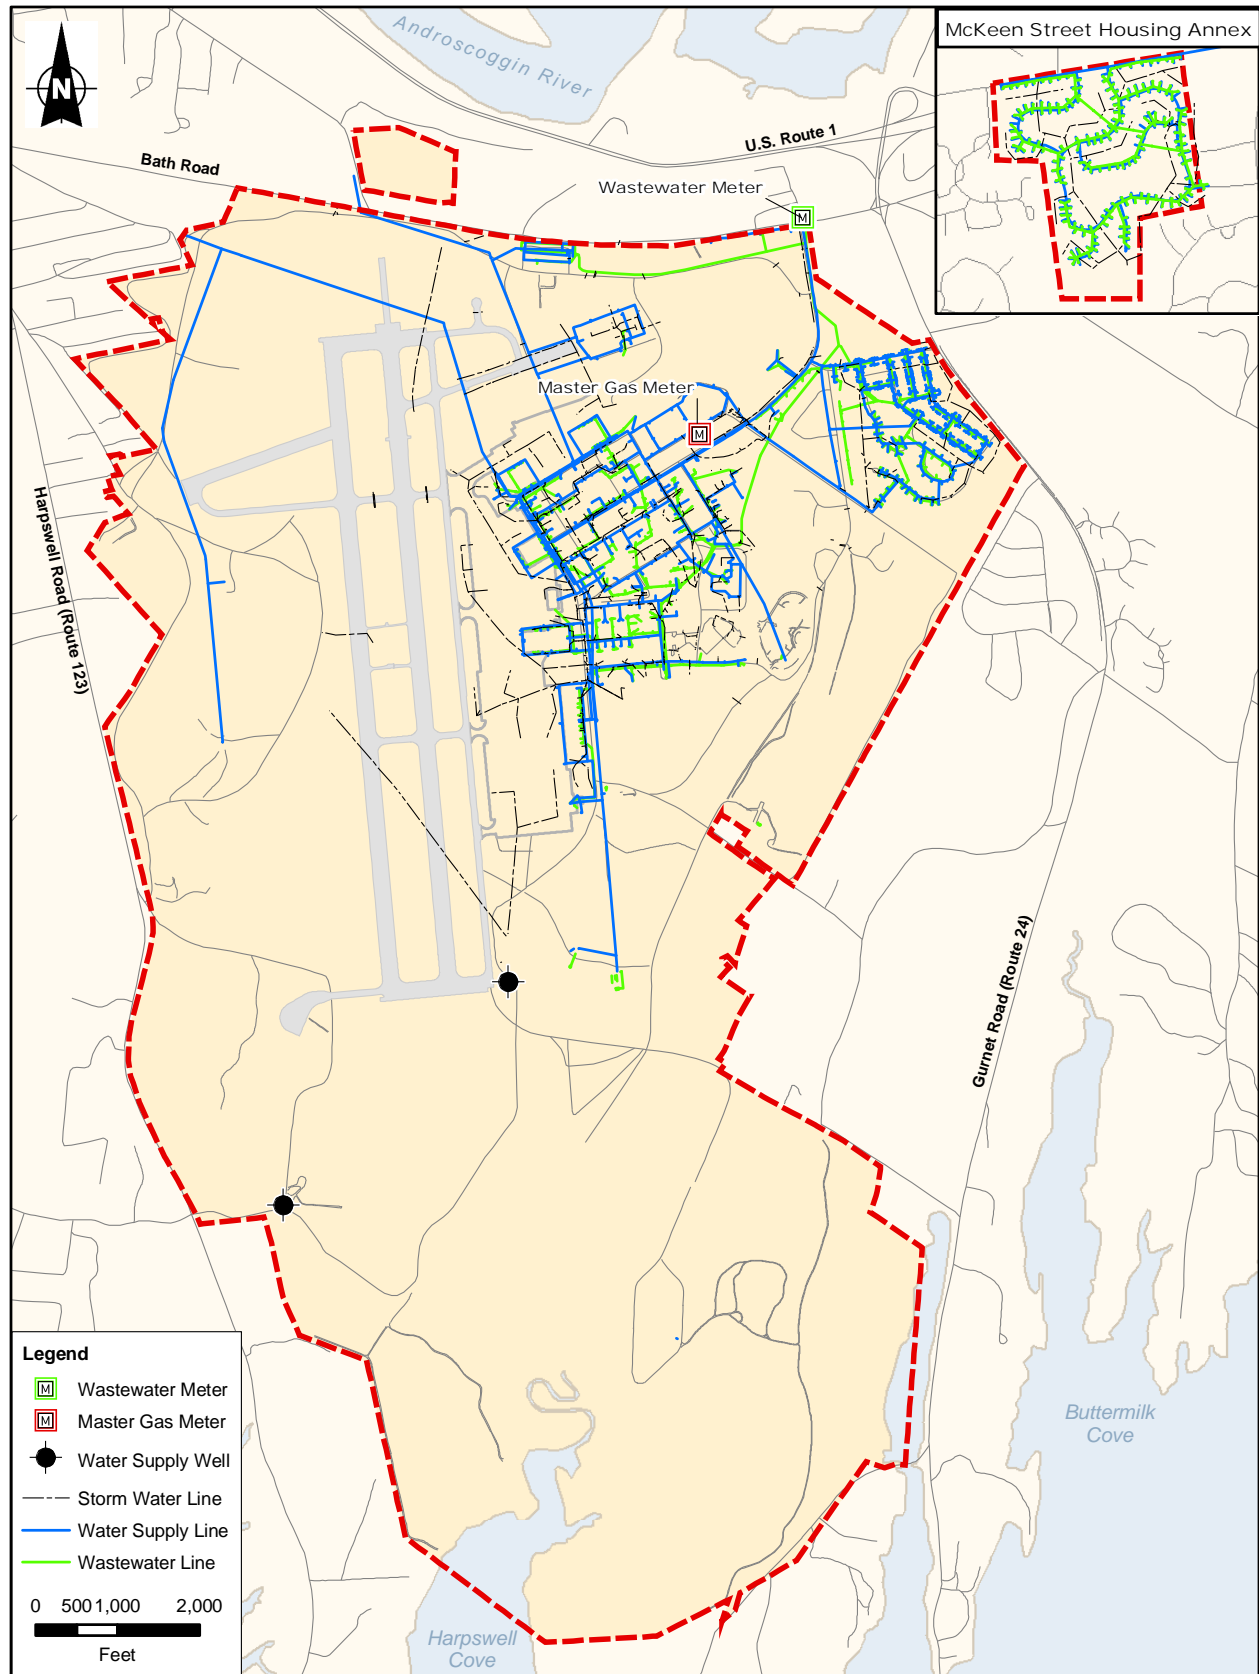 McKeen Street Housing Annex
Androscoggin River
N
U.S. Route 1
Bath Road
Wastewater Meter
M
Master Gas Meter
M
Harpswell Road (Route 123)
Gurnet Road (Route 24)
Legend
M Wastewater Meter
M Master Gas Meter
Water Supply Well
Storm Water Line
Water Supply Line
Wastewater Line
0 500 1,000 2,000
Feet
Buttermilk
Cove
Harpswell
Cove